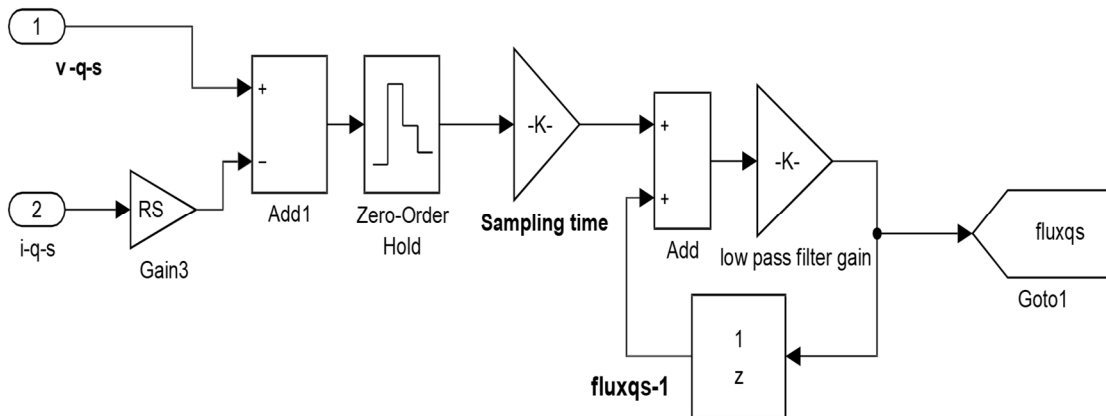 1
v -q-s
+
−
Add1
2
i-q-s
RS
Gain3
Zero-Order
Hold
-K-
Sampling time
+
+
Add
-K-
low pass filter gain
fluxqs
Goto1
1
z
fluxqs-1